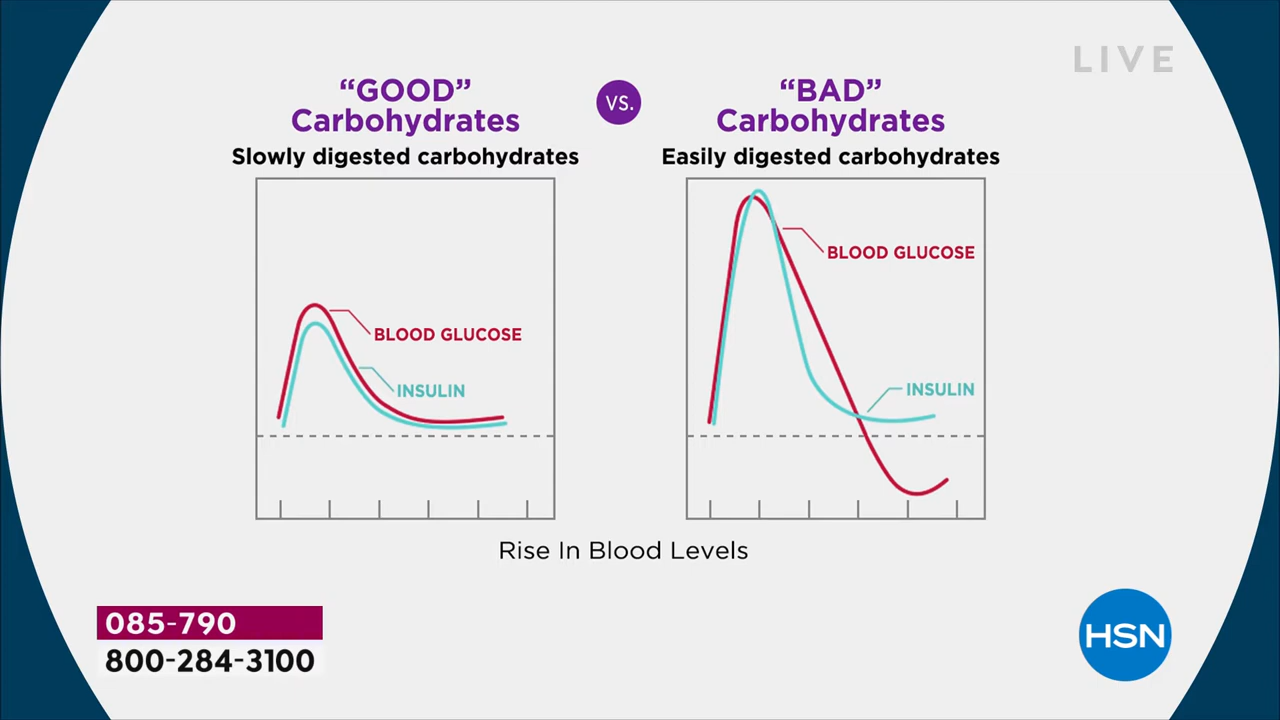 LIVE
“GOOD”
Carbohydrates
Slowly digested carbohydrates
VS.
“BAD”
Carbohydrates
Easily digested carbohydrates
BLOOD GLUCOSE
INSULIN
BLOOD GLUCOSE
INSULIN
Rise In Blood Levels
085-790
800-284-3100
HSN